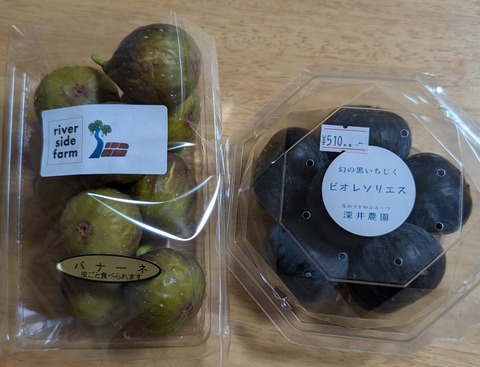 river
side
farm
バナーネ
皮ごと食べられます
¥510
幻の黒いちじく
ビオレソリエス
深井農園